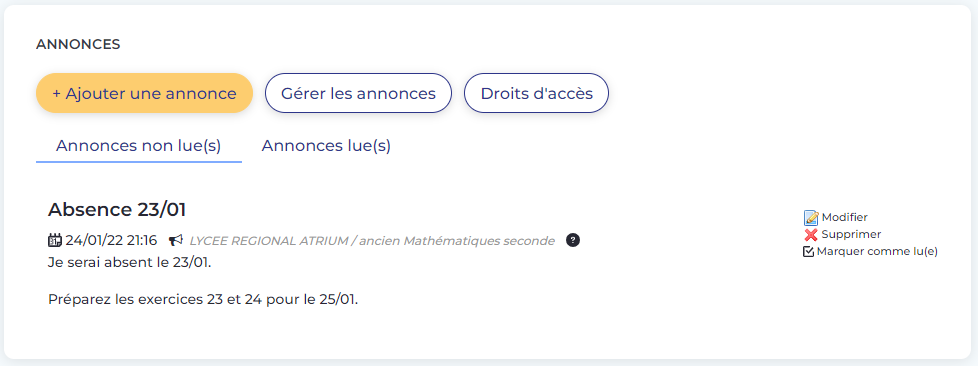 ANNONCES
+ Ajouter une annonce Gérer les annonces Droits d'accès
Annonces non lue(s) Annonces lue(s)
Absence 23/01
24/01/22 21:16 LYCEE REGIONAL ATRIUM / ancien Mathématiques seconde ?
Je serai absent le 23/01.
Préparez les exercices 23 et 24 pour le 25/01.
Modifier
Supprimer
Marquer comme lu(e)